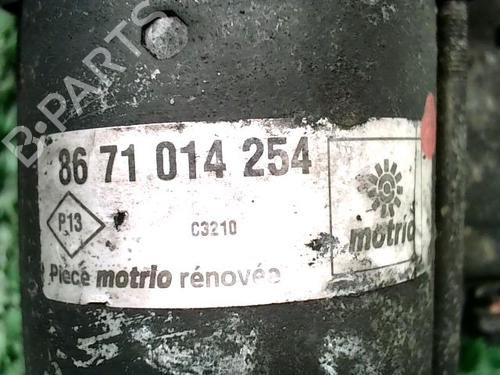 B-PARTS
86 71 014 254
P13
C3210
motrio
Pièce motrio rénovée